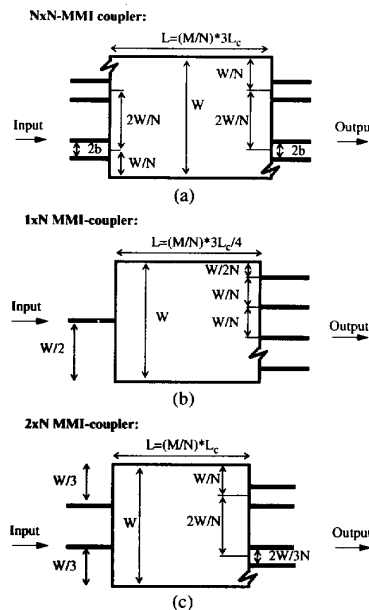 NxN-MMI coupler:
L=(M/N)*3Lc
W/N
W
Input
2W/N
2W/N
Output
2b
W/N
2b
(a)
1xN MMI-coupler:
L=(M/N)*3Lc/4
W/2N
W/N
Input
W
W/N
Output
W/2
(b)
2xN MMI-coupler:
L=(M/N)*Lc
W/3
W/N
W
2W/N
Input
Output
W/3
2W/3N
(c)